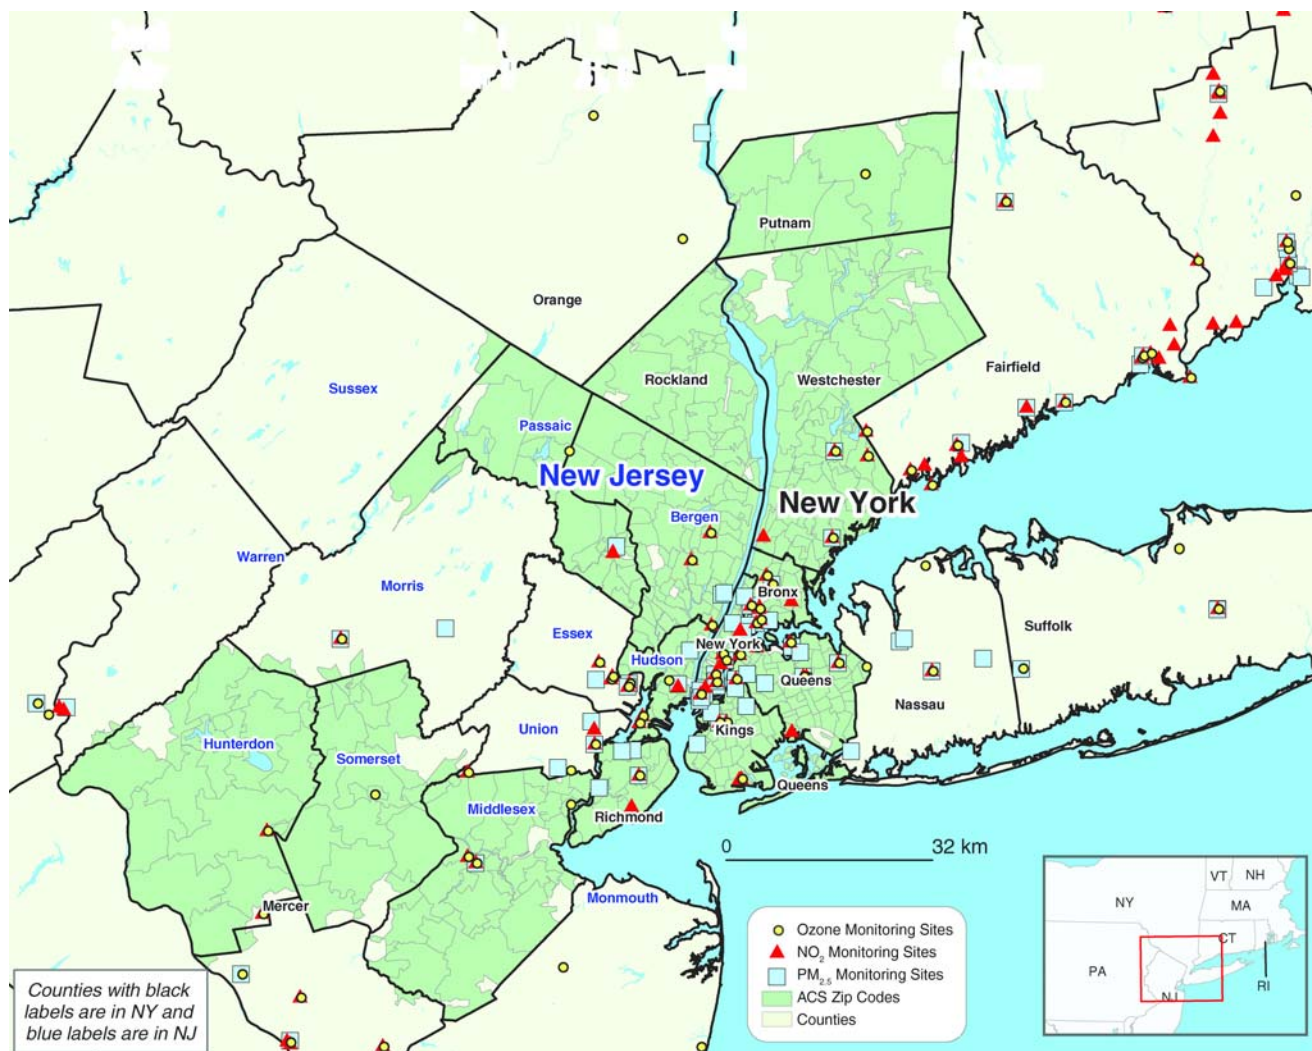 Putnam
Orange
Sussex
Rockland
Westchester
Fairfield
Passaic
New Jersey
New York
Bergen
Warren
Morris
Bronx
Essex
Suffolk
New York
Hudson
Queens
Nassau
Union
Kings
Hunterdon
Somerset
Queens
Middlesex
Richmond
0 32 km
Monmouth
Mercer
Ozone Monitoring Sites
NO2 Monitoring Sites
PM2.5 Monitoring Sites
ACS Zip Codes
Counties
Counties with black
labels are in NY and
blue labels are in NJ
VT NH
NY
MA
CT
PA
RI
NJ